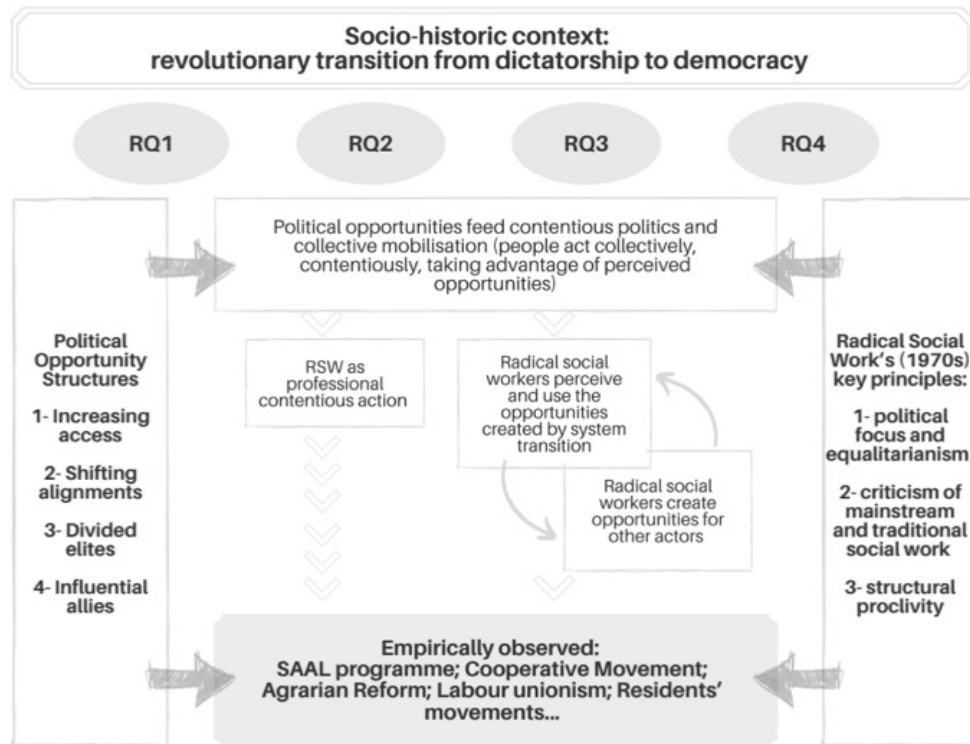 Socio-historic context:
revolutionary transition from dictatorship to democracy
RQ1
RQ2
RQ3
RQ4
Political opportunities feed contentious politics and
collective mobilisation (people act collectively,
contentiously, taking advantage of perceived
opportunities)
Political
Opportunity
Structures
1- Increasing
access
2- Shifting
alignments
3- Divided
elites
4- Influential
allies
RSW as
professional
contentious action
Radical social
workers perceive
and use the
opportunities
created by system
transition
Radical social
workers create
opportunities for
other actors
Radical Social
Work's (1970s)
key principles:
1- political
focus and
equalitarianism
2- criticism of
mainstream
and traditional
social work
3- structural
proclivity
Empirically observed:
SAAL programme; Cooperative Movement;
Agrarian Reform; Labour unionism; Residents'
movements...